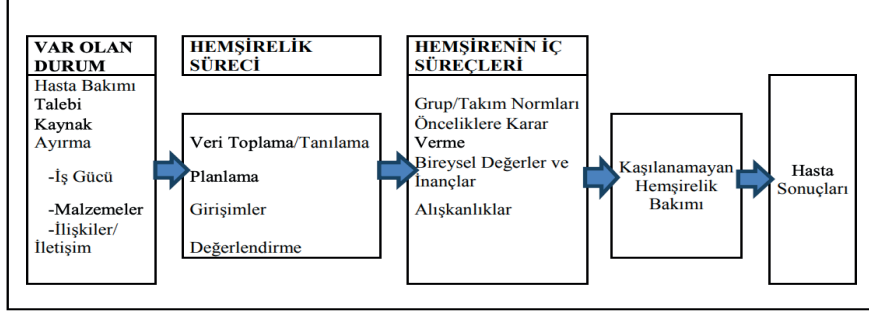 VAR OLAN
DURUM
Hasta Bakımı
Talebi
Kaynak
Ayırma
-İş Gücü
-Malzemeler
-İlişkiler/
İletişim
HEMŞİRELİK
SÜRECİ
Veri Toplama/Tanılama
Planlama
Girişimler
Değerlendirme
HEMŞİRENİN İÇ
SÜREÇLERİ
Grup/Takım Normları
Önceliklere Karar
Verme
Bireysel Değerler ve
İnançlar
Alışkanlıklar
Kaşılanamayan
Hemşirelik
Bakımı
Hasta
Sonuçları